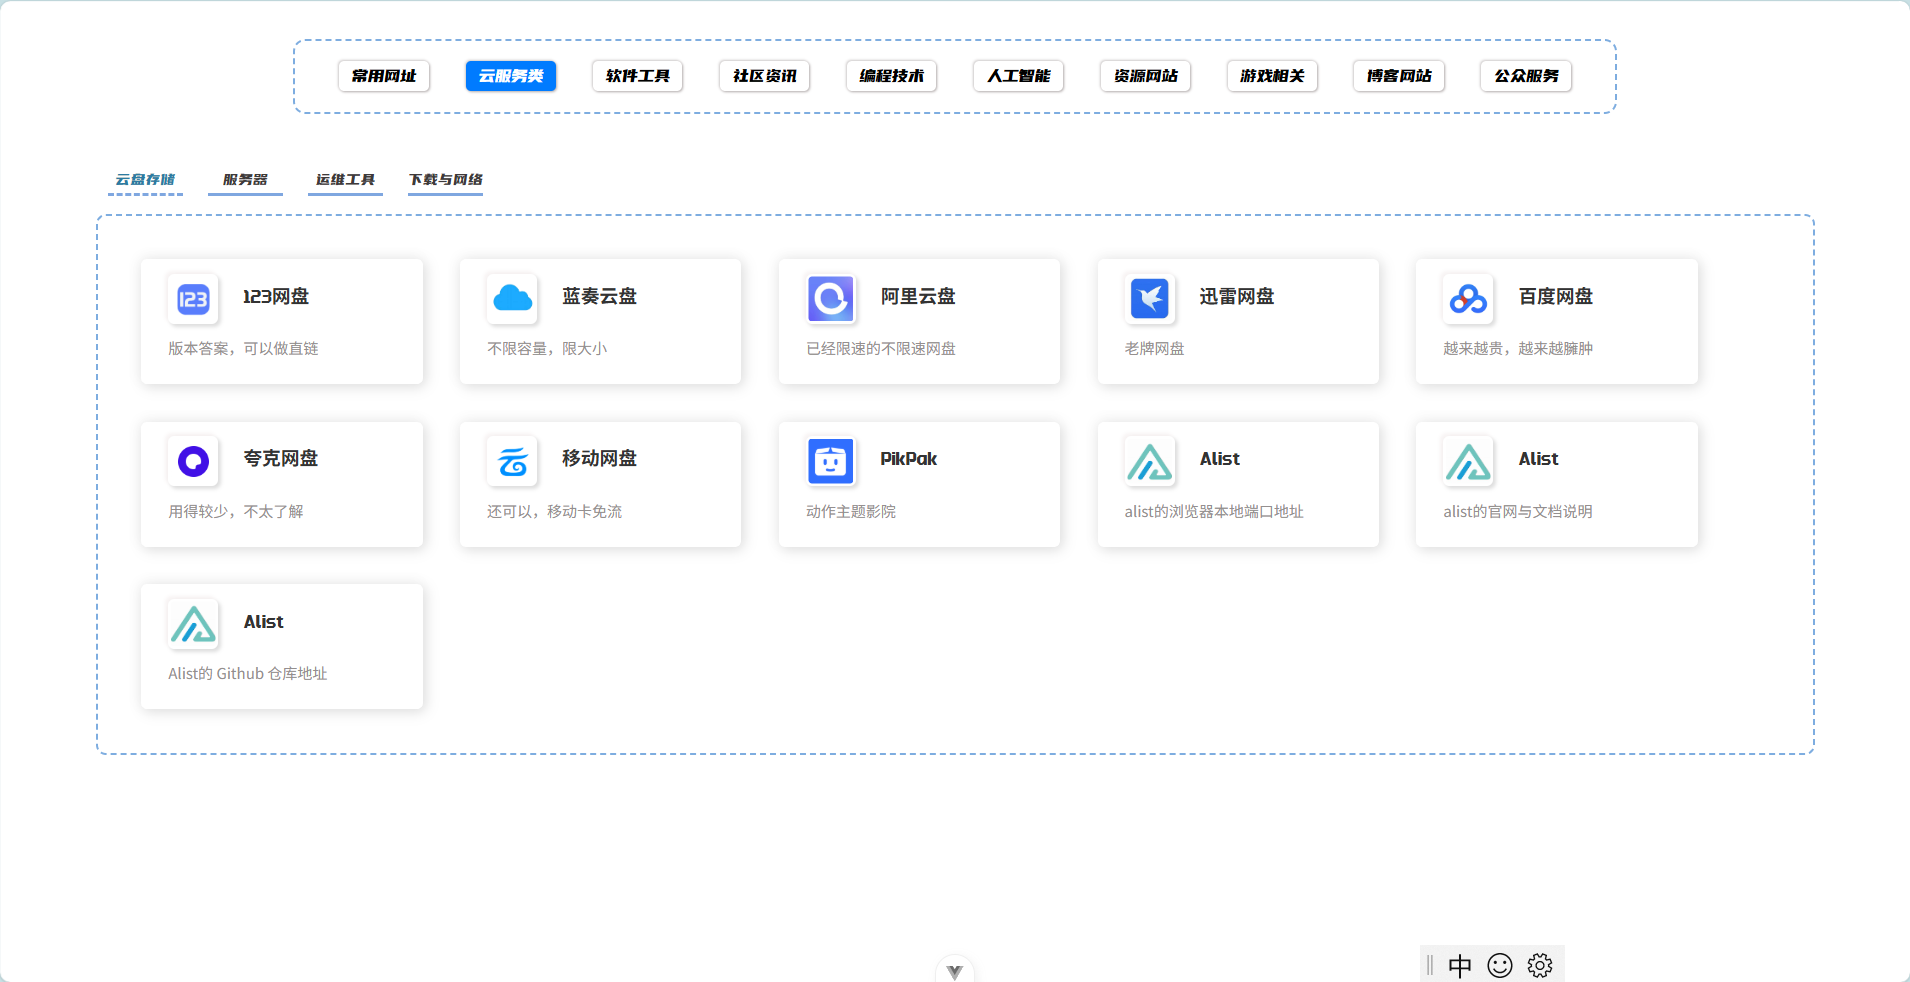 常用网址
云服务类
软件工具
社区资讯
编程技术
人工智能
资源网站
游戏相关
博客网站
公众服务
云盘存储
服务器
运维工具
下载与网络
123
123网盘
版本答案，可以做直链
蓝奏云盘
不限容量，限大小
阿里云盘
已经限速的不限速网盘
迅雷网盘
老牌网盘
百度网盘
越来越贵，越来越臃肿
夸克网盘
用得较少，不太了解
移动网盘
还可以，移动卡免流
PikPak
动作主题影院
Alist
alist的浏览器本地端口地址
Alist
alist的官网与文档说明
Alist
Alist的 Github 仓库地址
中